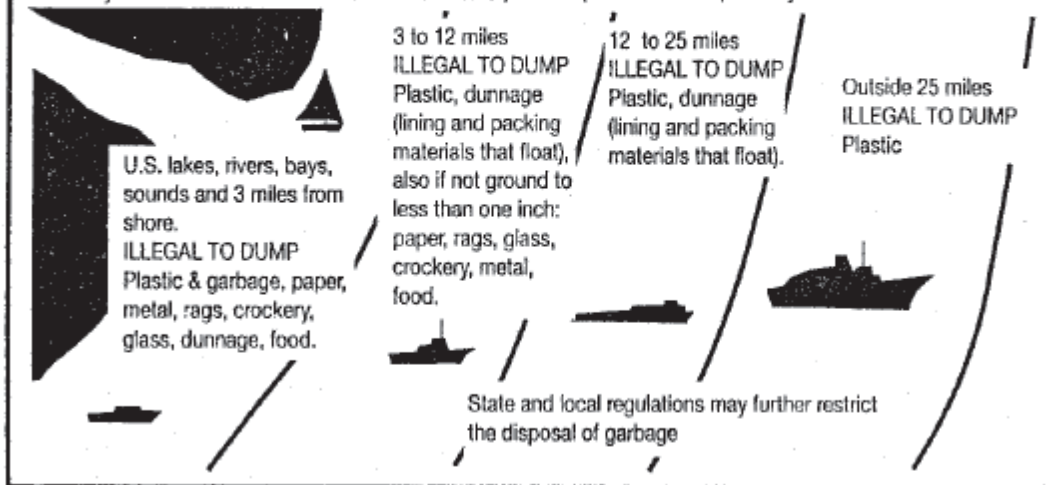 U.S. lakes, rivers, bays,
sounds and 3 miles from
shore.
ILLEGAL TO DUMP
Plastic & garbage, paper,
metal, rags, crockery,
glass, dunnage, food.
3 to 12 miles
ILLEGAL TO DUMP
Plastic, dunnage
(lining and packing
materials that float),
also if not ground to
less than one inch:
paper, rags, glass,
crockery, metal,
food.
12 to 25 miles
ILLEGAL TO DUMP
Plastic, dunnage
(lining and packing
materials that float).
Outside 25 miles
ILLEGAL TO DUMP
Plastic
State and local regulations may further restrict
the disposal of garbage